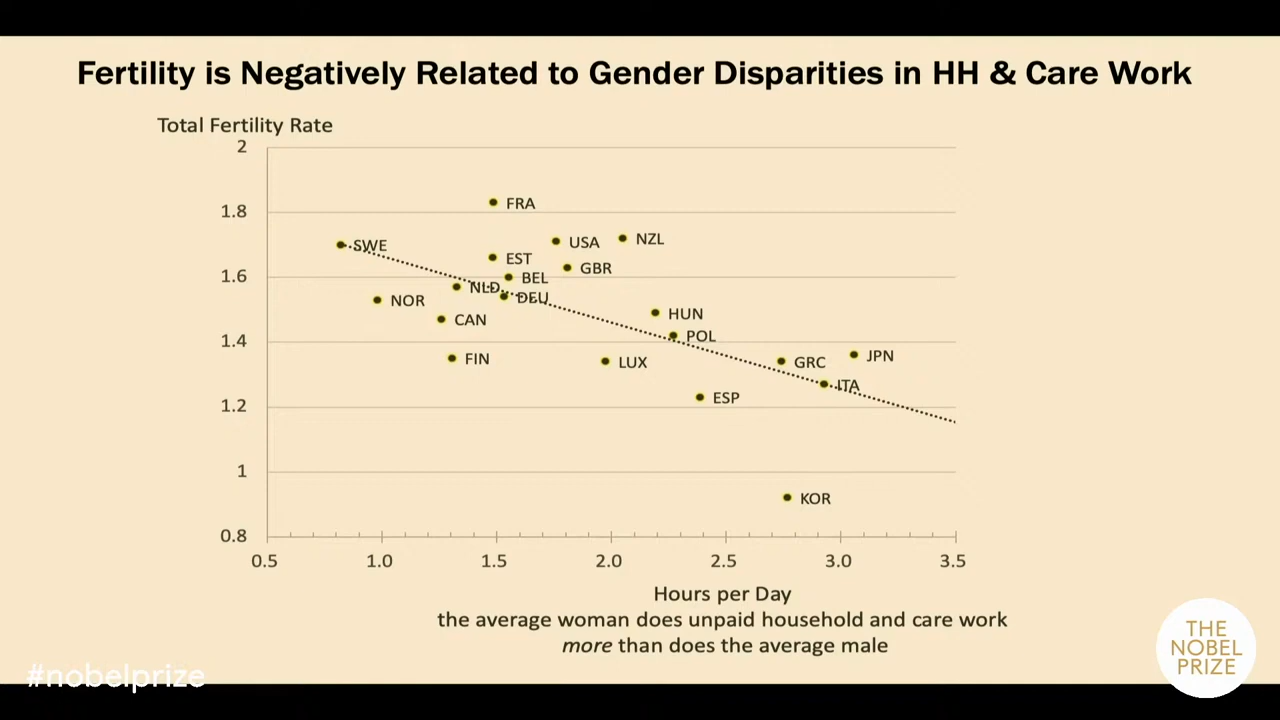 Fertility is Negatively Related to Gender Disparities in HH & Care Work
Total Fertility Rate
2
1.8
1.6
1.4
1.2
1
0.8
FRA
SWE
USA
NZL
EST
GBR
BEL
NLD
DEU
NOR
CAN
HUN
POL
FIN
LUX
GRC
JPN
ITA
ESP
KOR
0.5 1.0 1.5 2.0 2.5 3.0 3.5
Hours per Day
the average woman does unpaid household and care work
more than does the average male
THE
NOBEL
PRIZE
#nobelprize